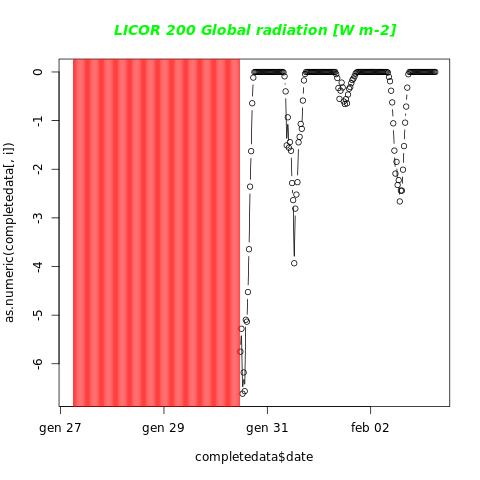 LICOR 200 Global radiation [W m-2]
as.numeric(completedata[, i])
0
-1
-2
-3
-4
-5
-6
gen 27
gen 29
gen 31
feb 02
completedata$date